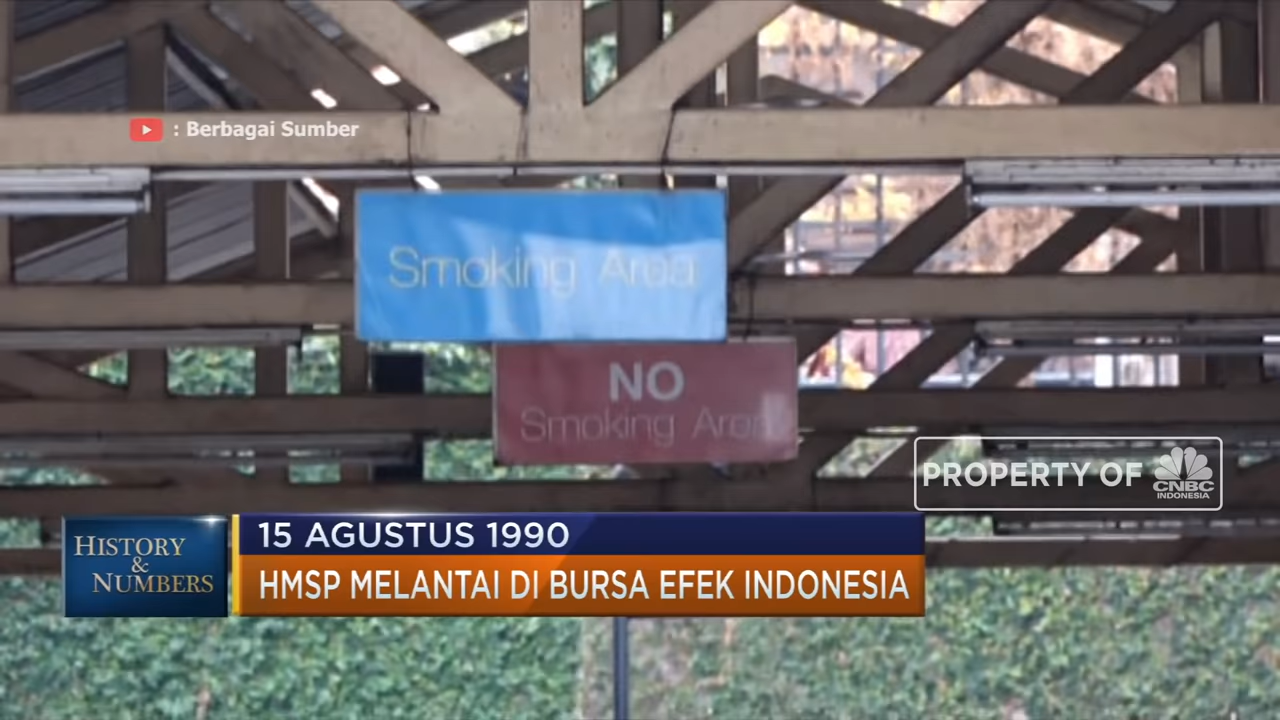 : Berbagai Sumber
Smoking Area
NO
Smoking Area
PROPERTY OF
CNBC
INDONESIA
HISTORY
&
NUMBERS
15 AGUSTUS 1990
HMSP MELANTAI DI BURSA EFEK INDONESIA